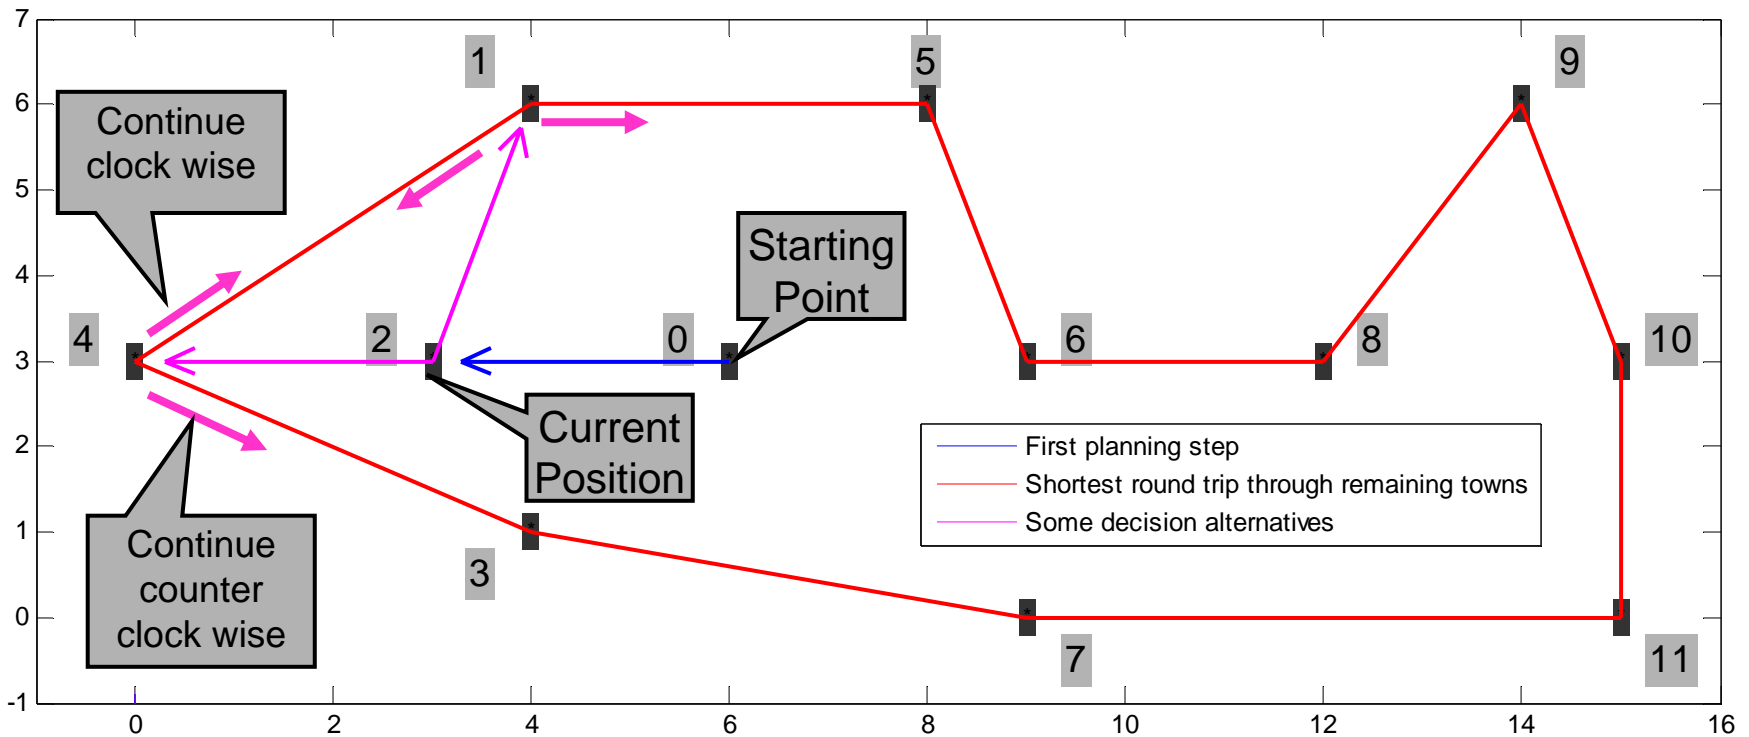 7
6
5
4
3
2
1
0
-1
0
2
4
6
8
10
12
14
16
1
5
9
4
2
0
6
8
10
3
7
11
Continue
clock wise
Starting
Point
Current
Position
Continue
counter
clock wise
First planning step
Shortest round trip through remaining towns
Some decision alternatives